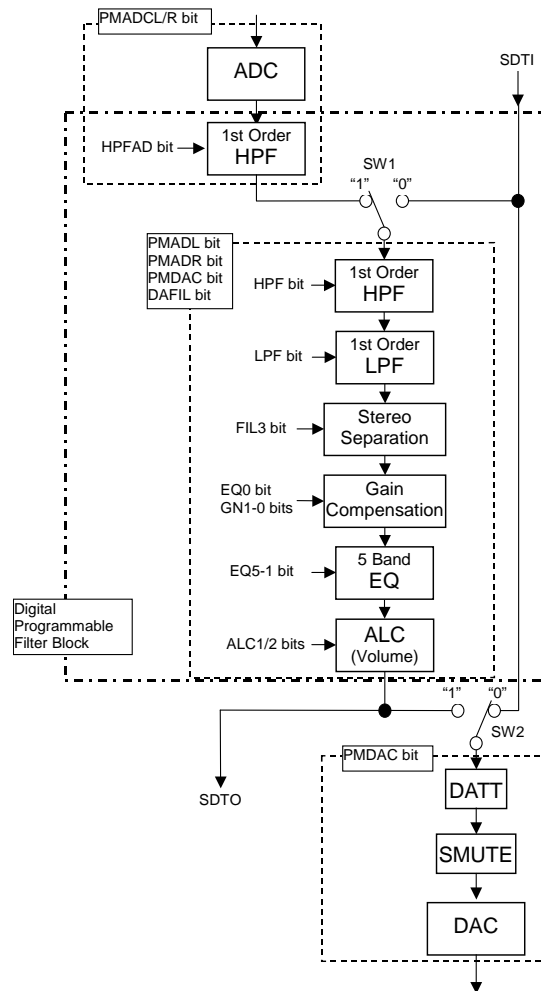 PMADCL/R bit
ADC
SDTI
1st Order
HPF
HPFAD bit
SW1
“1” “0”
PMADL bit
PMADR bit
PMDAC bit
DAFIL bit
1st Order
HPF
HPF bit
1st Order
LPF
LPF bit
Stereo
Separation
FIL3 bit
EQ0 bit
GN1-0 bits
Gain
Compensation
5 Band
EQ
EQ5-1 bit
Digital
Programmable
Filter Block
ALC
(Volume)
ALC1/2 bits
“1” “0”
SW2
PMDAC bit
SDTO
DATT
SMUTE
DAC